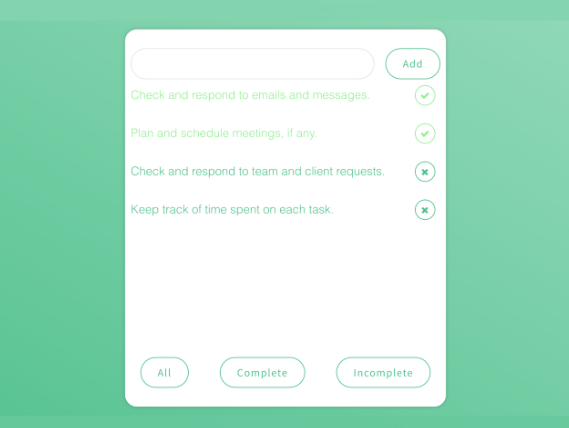 Add
Check and respond to emails and messages.
Plan and schedule meetings, if any.
Check and respond to team and client requests.
Keep track of time spent on each task.
All
Complete
Incomplete